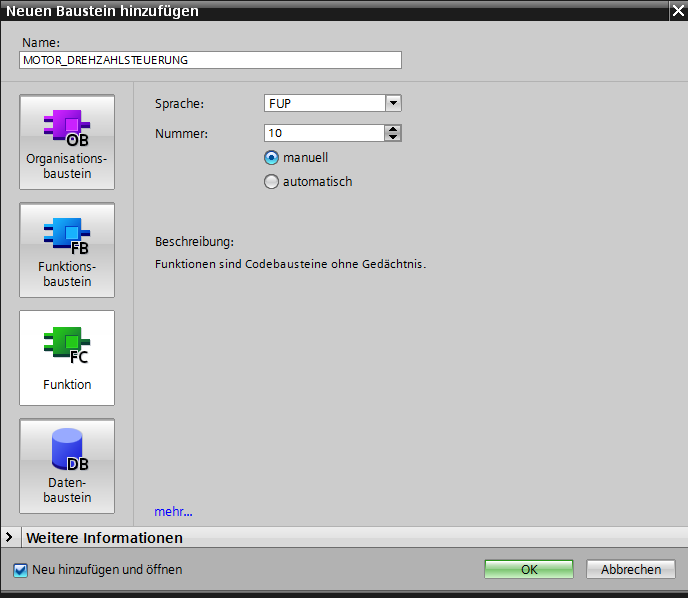 Neuen Baustein hinzufügen
Name:
MOTOR_DREHZAHLSTEUERUNG
OB
Organisations-
baustein
FB
Funktions-
baustein
FC
Funktion
DB
Daten-
baustein
Sprache:
FUP
Nummer:
10
manuell
automatisch
Beschreibung:
Funktionen sind Codebausteine ohne Gedächtnis.
mehr...
Weitere Informationen
Neu hinzufügen und öffnen
OK
Abbrechen